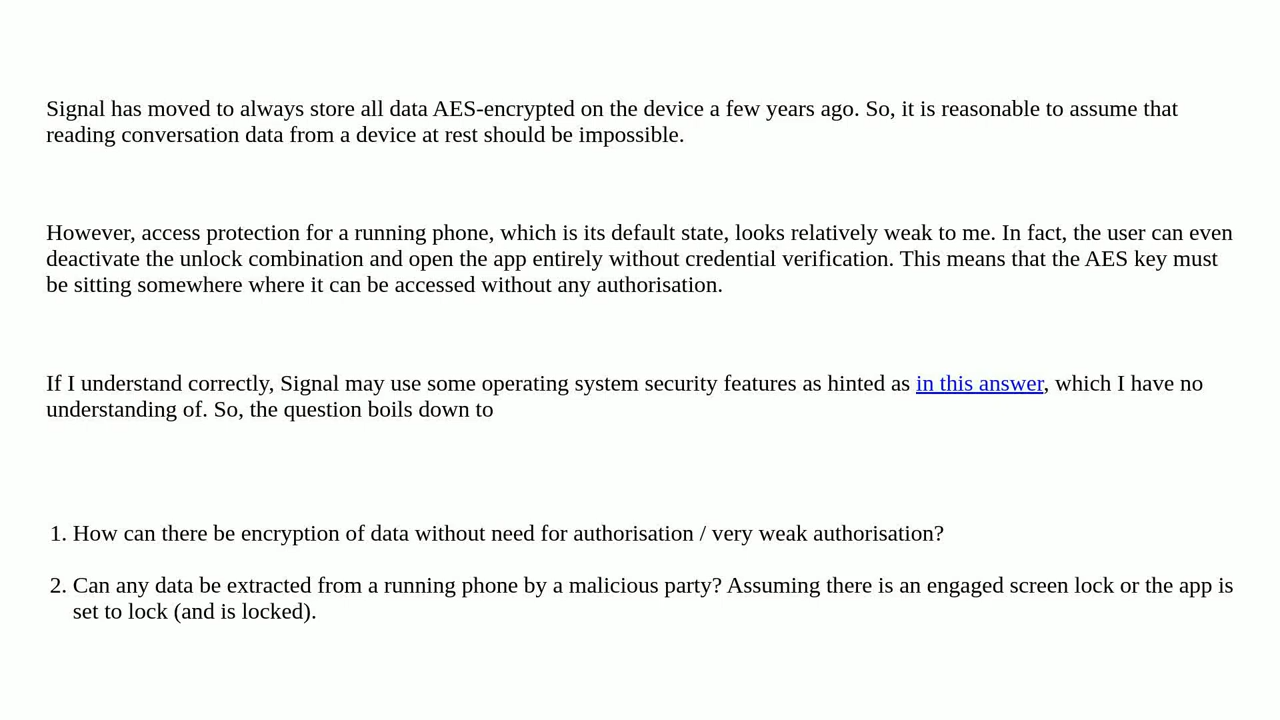 Signal has moved to always store all data AES-encrypted on the device a few years ago. So, it is reasonable to assume that
reading conversation data from a device at rest should be impossible.
However, access protection for a running phone, which is its default state, looks relatively weak to me. In fact, the user can even
deactivate the unlock combination and open the app entirely without credential verification. This means that the AES key must
be sitting somewhere where it can be accessed without any authorisation.
If I understand correctly, Signal may use some operating system security features as hinted as in this answer, which I have no
understanding of. So, the question boils down to
1. How can there be encryption of data without need for authorisation / very weak authorisation?
2. Can any data be extracted from a running phone by a malicious party? Assuming there is an engaged screen lock or the app is
set to lock (and is locked).